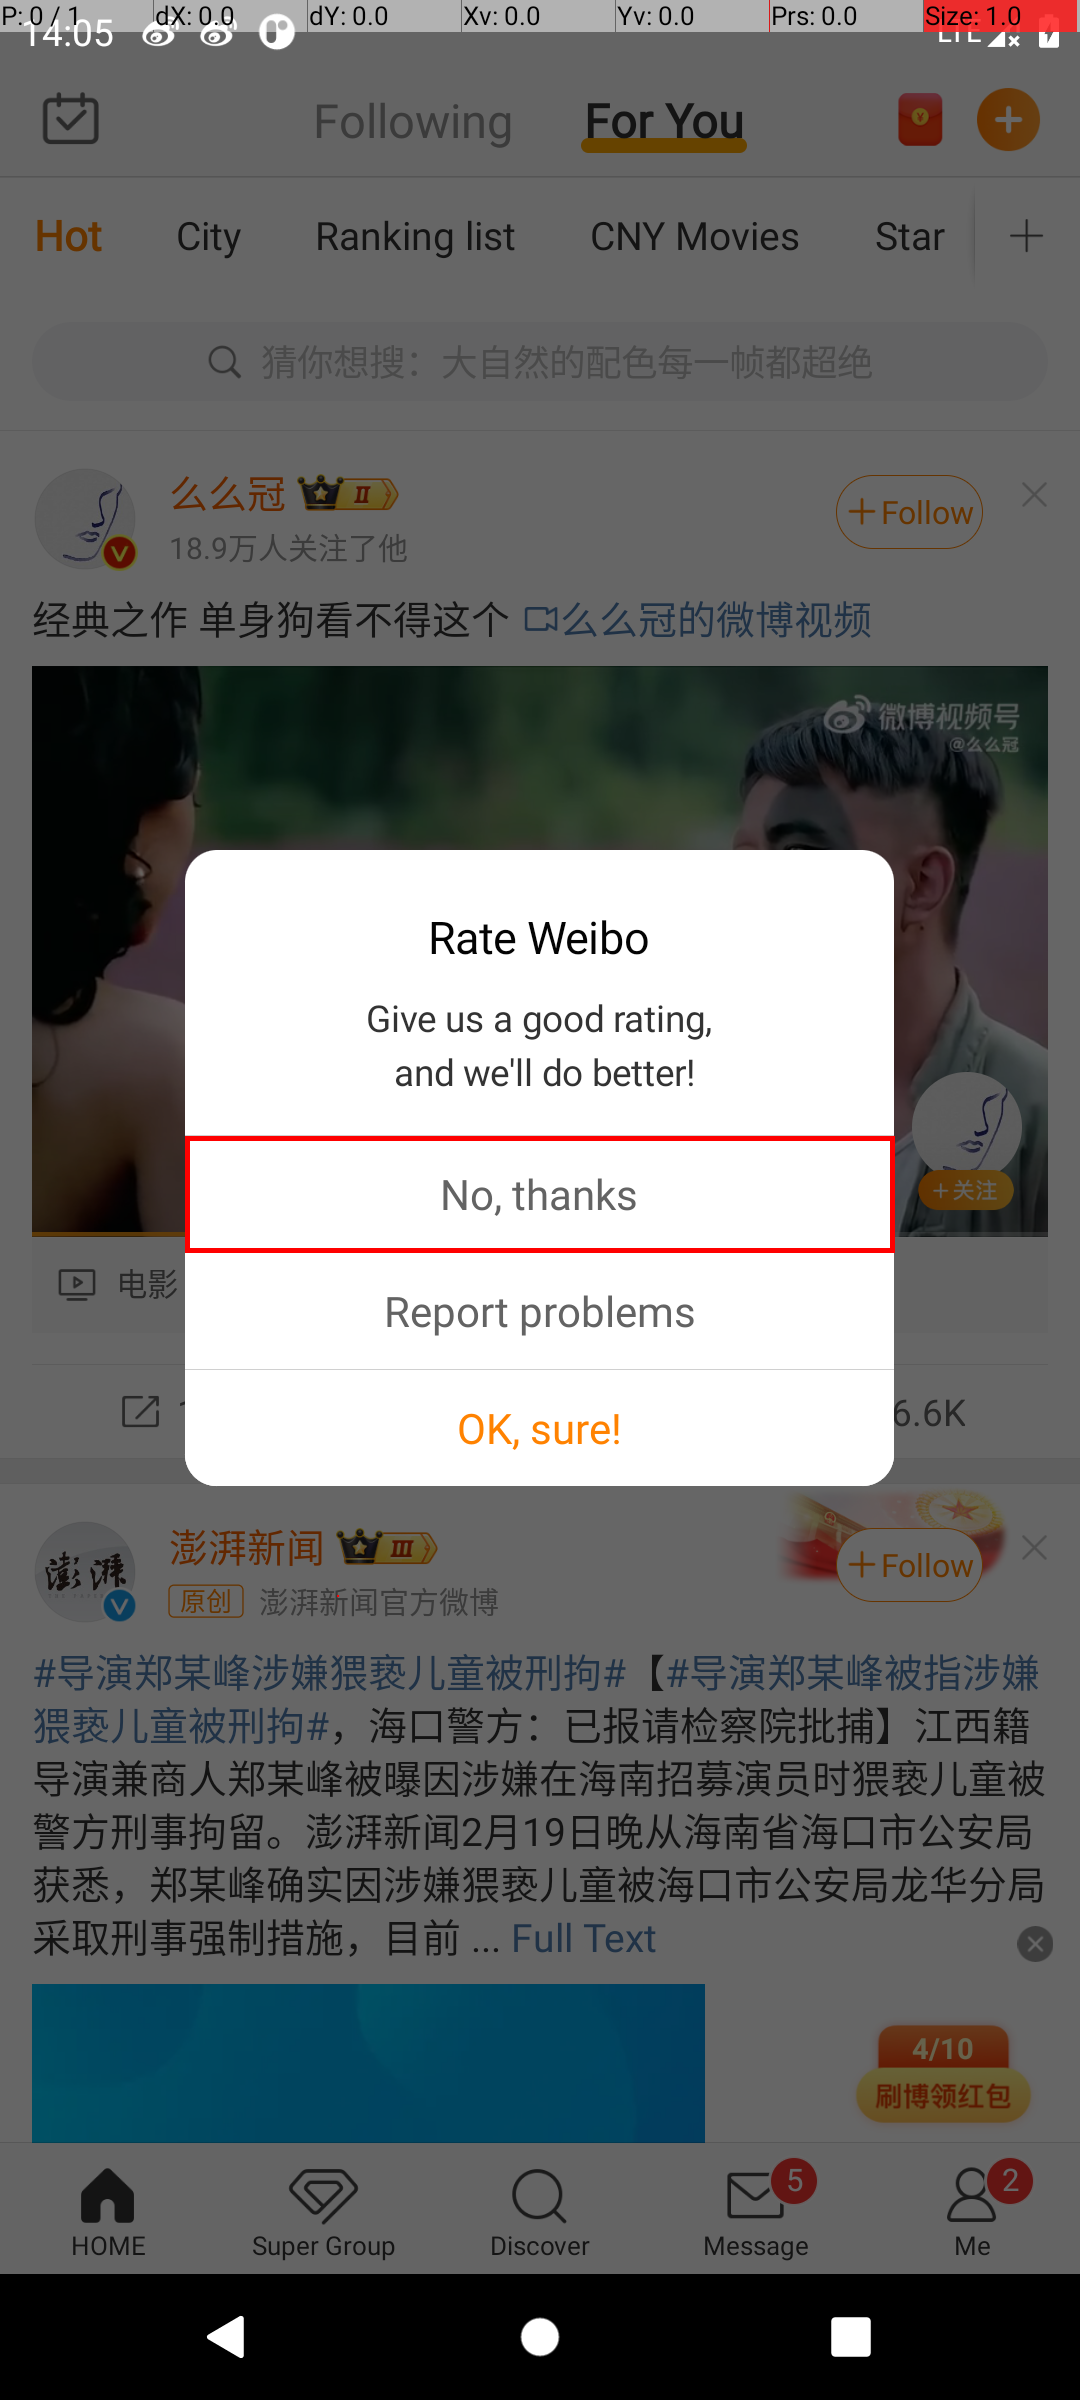 P: 0 / 1
dX: 0.0
dY: 0.0
Xv: 0.0
Yv: 0.0
Prs: 0.0
Size: 1.0
14:05
LTE
Following
For You
Hot
City
Ranking list
CNY Movies
Star
猜你想搜：大自然的配色每一帧都超绝
么么冠
II
+Follow
18.9万人关注了他
经典之作 单身狗看不得这个 么么冠的微博视频
微博视频号
@么么冠
Rate Weibo
Give us a good rating,
and we'll do better!
No, thanks
+关注
Report problems
电影
OK, sure!
6.6K
澎湃新闻
III
+Follow
澎湃
原创 澎湃新闻官方微博
#导演郑某峰涉嫌猥亵儿童被刑拘#【#导演郑某峰被指涉嫌
猥亵儿童被刑拘#，海口警方：已报请检察院批捕】江西籍
导演兼商人郑某峰被曝因涉嫌在海南招募演员时猥亵儿童被
警方刑事拘留。澎湃新闻2月19日晚从海南省海口市公安局
获悉，郑某峰确实因涉嫌猥亵儿童被海口市公安局龙华分局
采取刑事强制措施，目前 ... Full Text
4/10
刷博领红包
HOME
Super Group
Discover
5
Message
2
Me